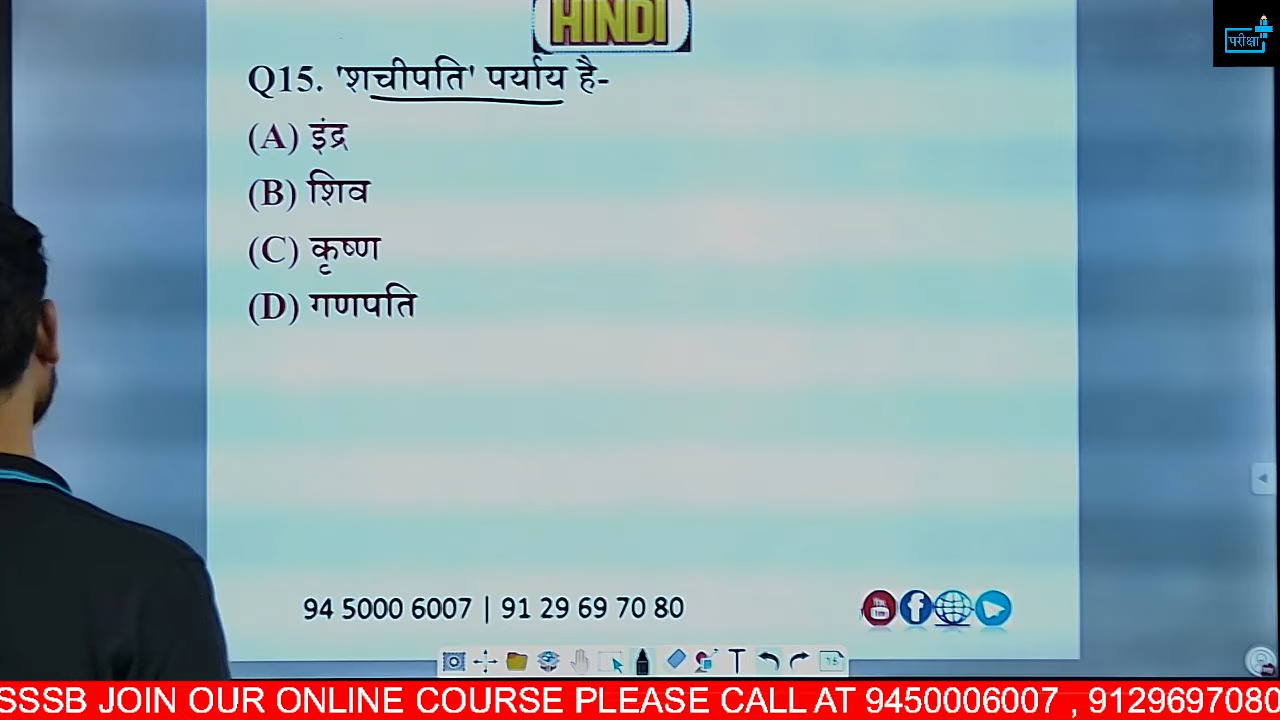 HINDI
परीक्षा
Q15. 'शचीपति' पर्याय है-
(A) इंद्र
(B) शिव
(C) कृष्ण
(D) गणपति
94 5000 6007 | 91 29 69 70 80
SSSB JOIN OUR ONLINE COURSE PLEASE CALL AT 9450006007 , 9129697080